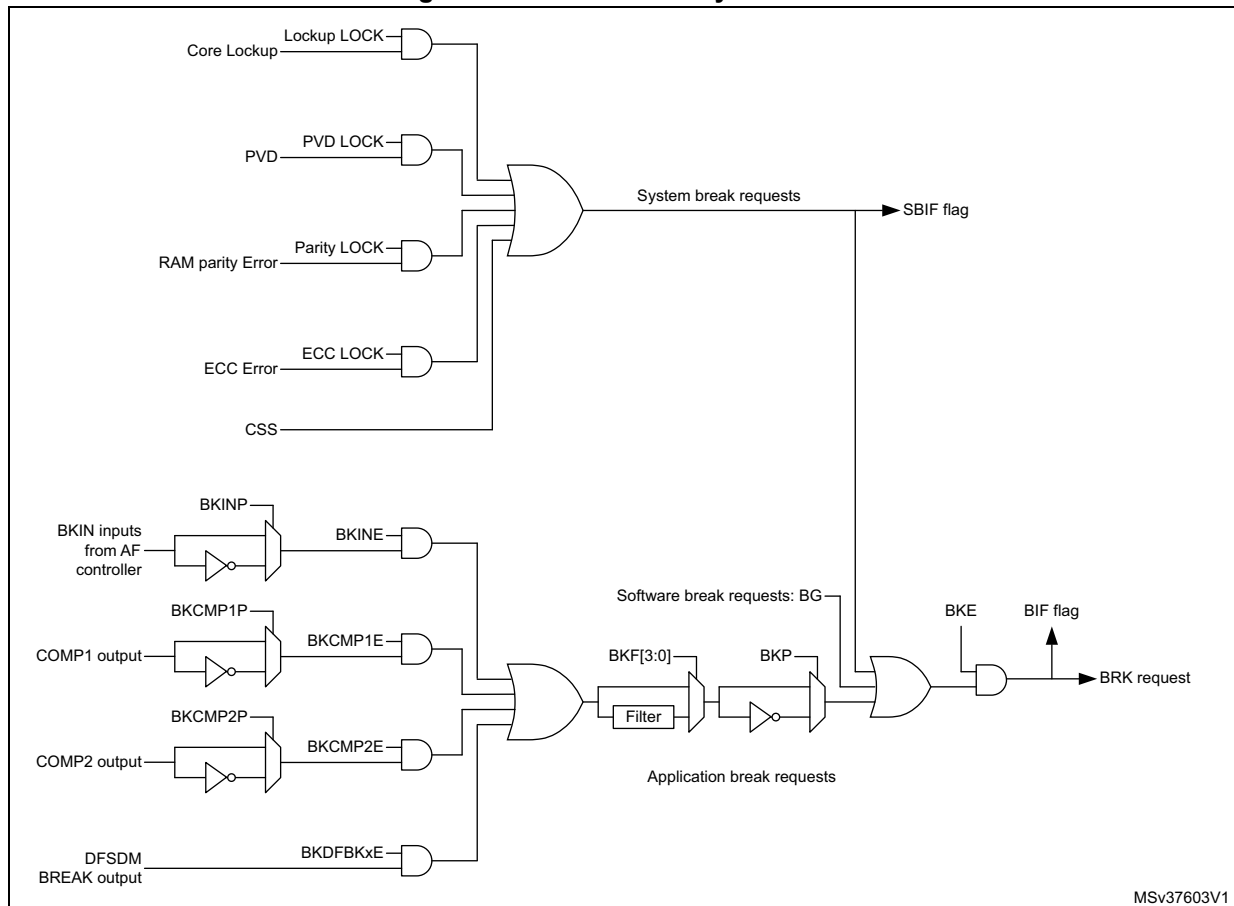 Lockup LOCK
Core Lockup
PVD LOCK
PVD
System break requests
SBIF flag
Parity LOCK
RAM parity Error
ECC LOCK
ECC Error
CSS
BKINP
BKIN inputs
from AF
controller
BKINE
Software break requests: BG
BKE
BIF flag
BKCMP1P
BKCMP1E
COMP1 output
BKF[3:0]
BKP
BRK request
Filter
BKCMP2P
BKCMP2E
COMP2 output
Application break requests
BKDFBKxE
DFSDM
BREAK output
MSv37603V1